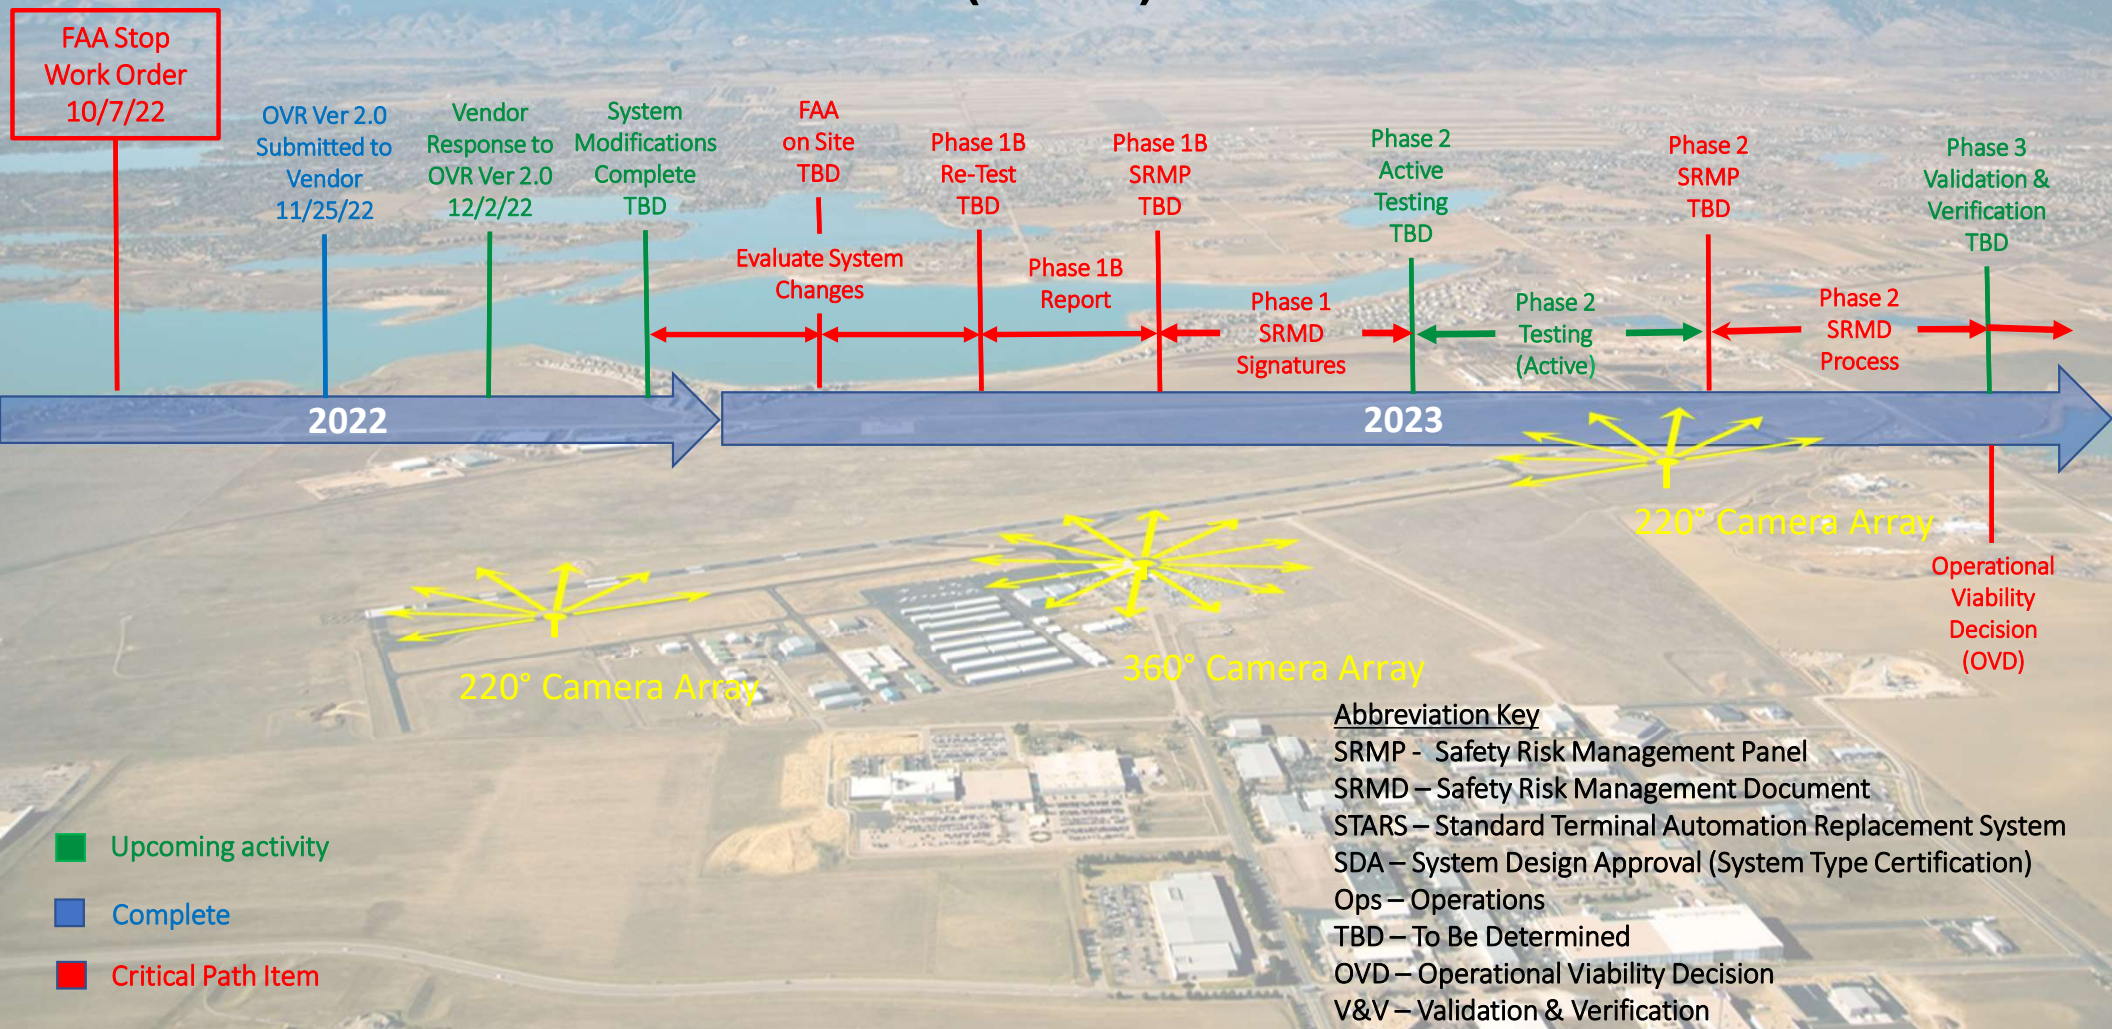 FAA Stop
Work Order
10/7/22
OVR Ver 2.0
Submitted to
Vendor
11/25/22
Vendor
Response to
OVR Ver 2.0
12/2/22
System
Modifications
Complete
TBD
FAA
on Site
TBD
Evaluate System
Changes
Phase 1B
Re-Test
TBD
Phase 1B
Report
Phase 1B
SRMP
TBD
Phase 1
SRMD
Signatures
Phase 2
Active
Testing
TBD
Phase 2
Testing
(Active)
Phase 2
SRMP
TBD
Phase 2
SRMD
Process
Phase 3
Validation &
Verification
TBD
2022
2023
Operational
Viability
Decision
(OVD)
220° Camera Array
360° Camera Array
220° Camera Array
Upcoming activity
Complete
Critical Path Item
Abbreviation Key
SRMP - Safety Risk Management Panel
SRMD – Safety Risk Management Document
STARS – Standard Terminal Automation Replacement System
SDA – System Design Approval (System Type Certification)
Ops – Operations
TBD – To Be Determined
OVD – Operational Viability Decision
V&V – Validation & Verification